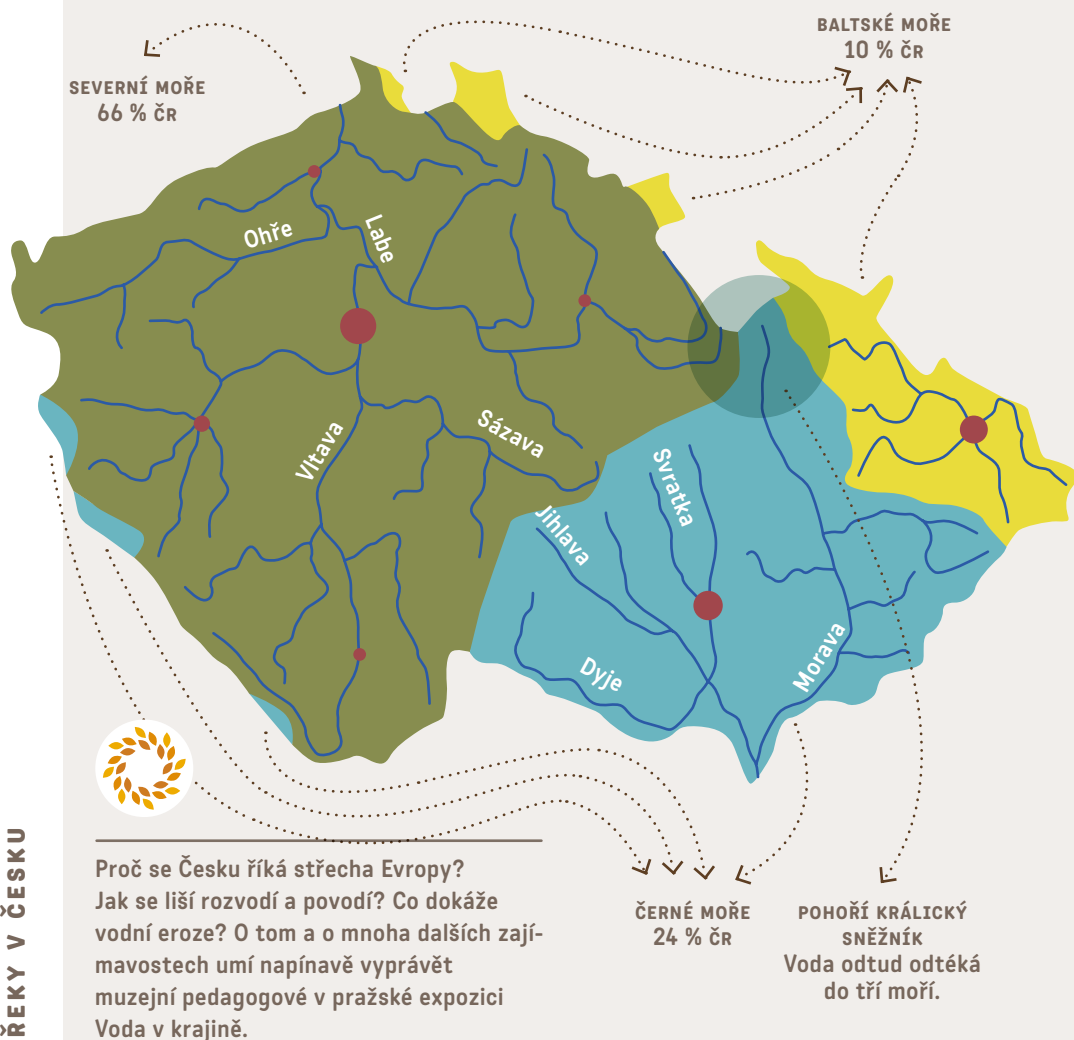 BALTSKÉ MOŘE
10 % ČR
SEVERNÍ MOŘE
66 % ČR
Ohře
Labe
Vltava
Sázava
Svratka
Jihlava
Dyje
Morava
ŘEKY V ČESKU
Proč se Česku říká střecha Evropy?
Jak se liší rozvodí a povodí? Co dokáže
vodní eroze? O tom a o mnoha dalších zají-
mavostech umí napínavě vyprávět
muzejní pedagogové v pražské expozici
Voda v krajině.
ČERNÉ MOŘE
24 % ČR
POHOŘÍ KRÁLICKÝ
SNĚŽNÍK
Voda odtud odtéká
do tří moří.